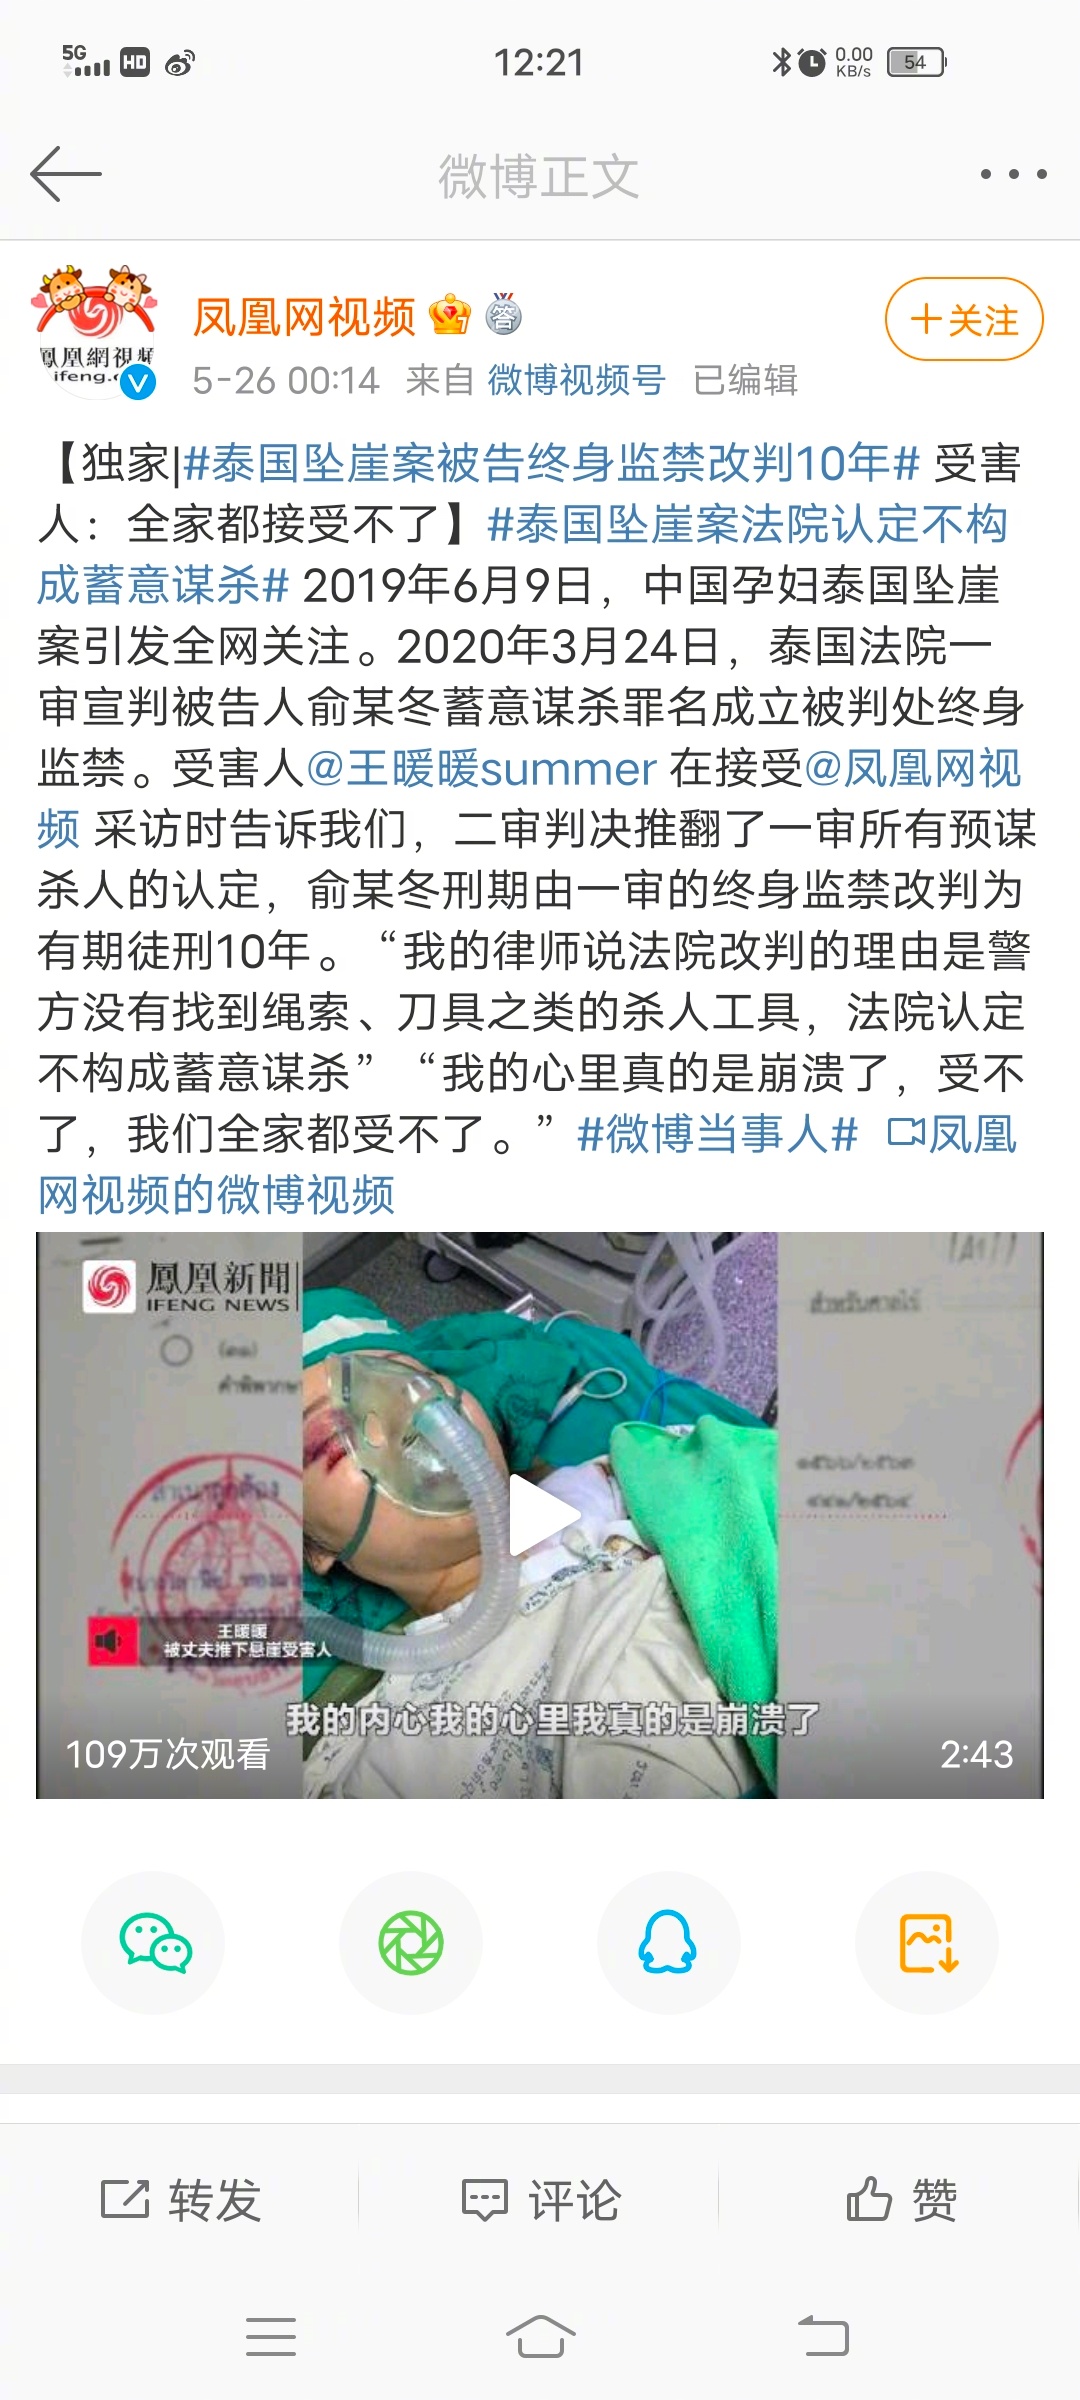 5G HD 12:21 0.00 KB/s 54
微博正文
凤凰网视频 答
鳳凰網視頻
ifeng.c
+关注
5-26 00:14 来自 微博视频号 已编辑
【独家|#泰国坠崖案被告终身监禁改判10年# 受害
人：全家都接受不了】#泰国坠崖案法院认定不构
成蓄意谋杀# 2019年6月9日，中国孕妇泰国坠崖
案引发全网关注。2020年3月24日，泰国法院一
审宣判被告人俞某冬蓄意谋杀罪名成立被判处终身
监禁。受害人@王暖暖summer 在接受@凤凰网视
频 采访时告诉我们，二审判决推翻了一审所有预谋
杀人的认定，俞某冬刑期由一审的终身监禁改判为
有期徒刑10年。“我的律师说法院改判的理由是警
方没有找到绳索、刀具之类的杀人工具，法院认定
不构成蓄意谋杀” “我的心里真的是崩溃了，受不
了，我们全家都受不了。” #微博当事人# 凤凰
网视频的微博视频
鳳凰新聞
IFENG NEWS
王暖暖
被丈夫推下悬崖受害人
我的内心我的心里我真的是崩溃了
109万次观看
2:43
转发
评论
赞